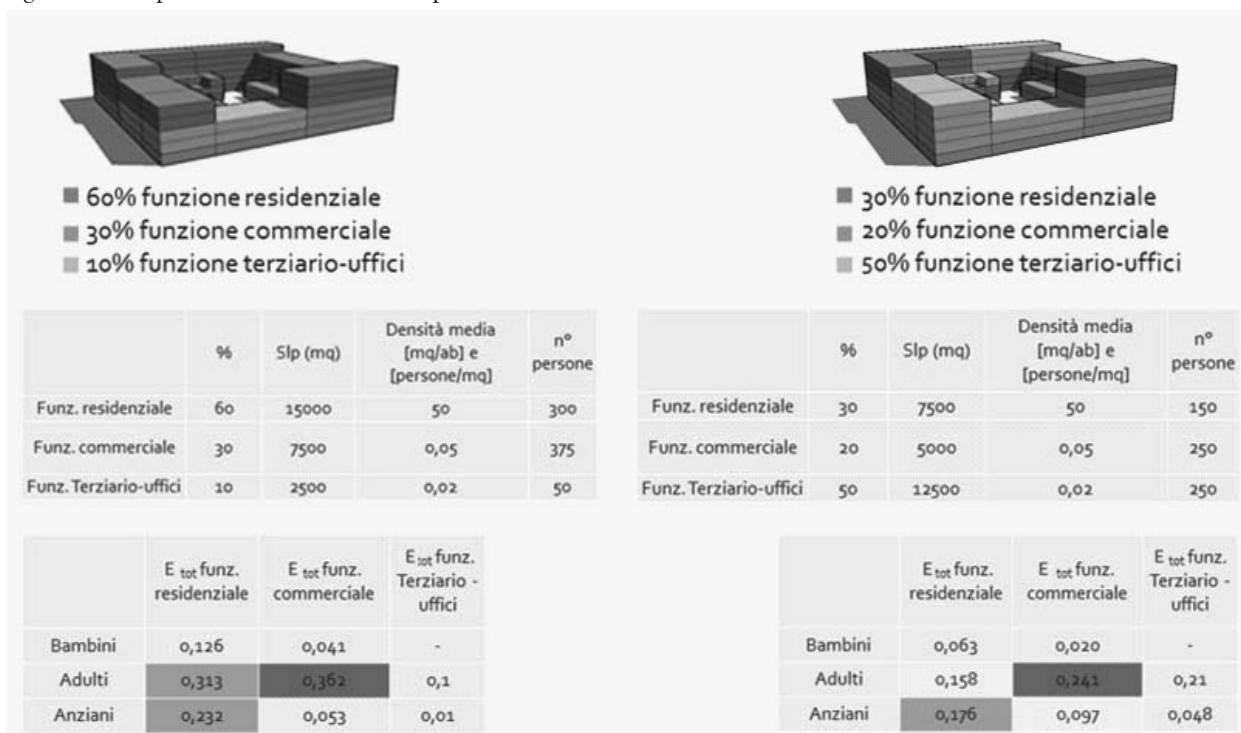 60% funzione residenziale
30% funzione commerciale
10% funzione terziario-uffici
30% funzione residenziale
20% funzione commerciale
50% funzione terziario-uffici
% Slp (mq) Densità media [mq/ab] e [persone/mq] n° persone
Funz. residenziale 60 15000 50 300
Funz. commerciale 30 7500 0,05 375
Funz. Terziario-uffici 10 2500 0,02 50
% Slp (mq) Densità media [mq/ab] e [persone/mq] n° persone
Funz. residenziale 30 7500 50 150
Funz. commerciale 20 5000 0,05 250
Funz. Terziario-uffici 50 12500 0,02 250
E tot funz. residenziale E tot funz. commerciale E tot funz. Terziario - uffici
Bambini 0,126 0,041 -
Adulti 0,313 0,362 0,1
Anziani 0,232 0,053 0,01
E tot funz. residenziale E tot funz. commerciale E tot funz. Terziario - uffici
Bambini 0,063 0,020 -
Adulti 0,158 0,241 0,21
Anziani 0,176 0,097 0,048